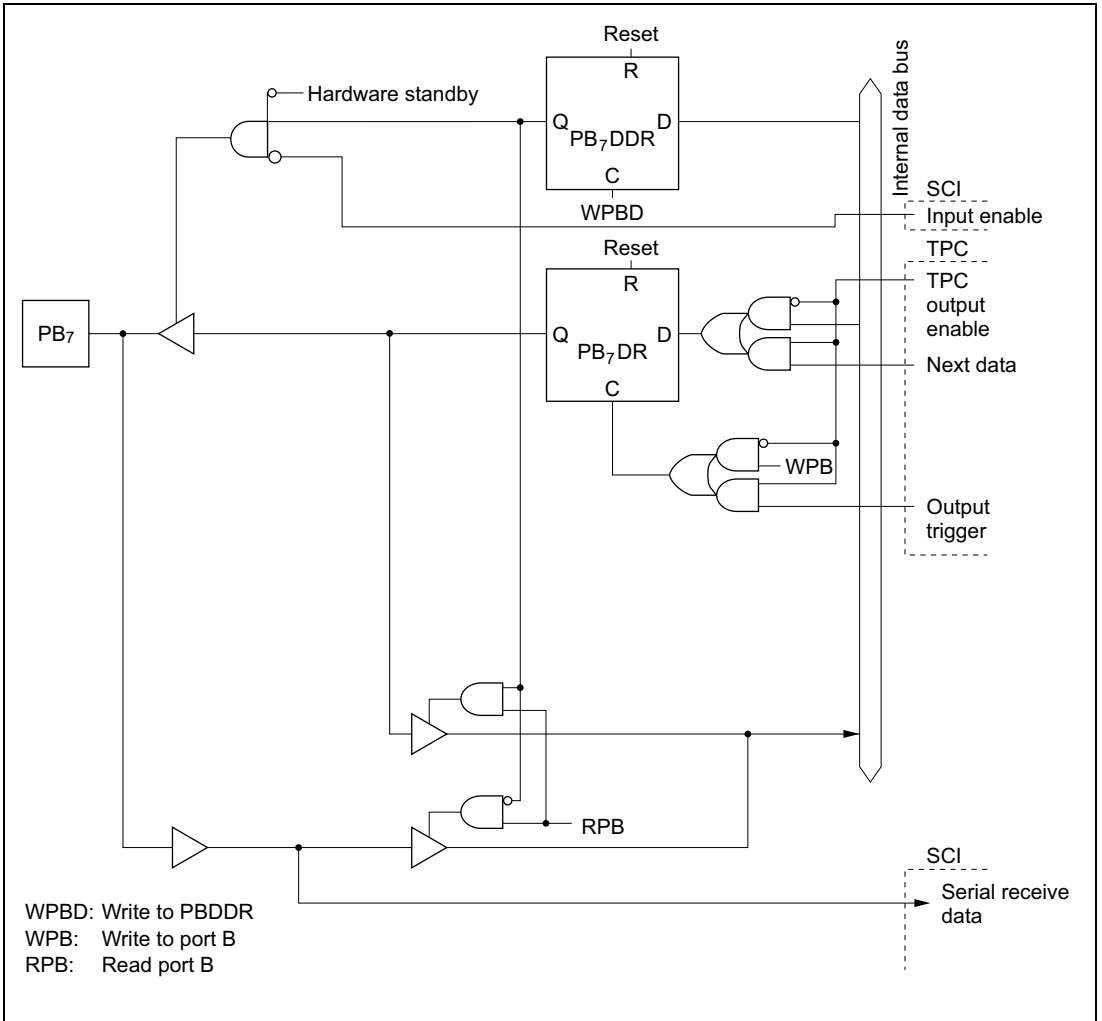 Reset
R
Hardware standby
Q
D
PB7DDR
C
WPBD
Internal data bus
SCI
Input enable
TPC
Reset
R
TPC
output
enable
PB7
Q
D
PB7DR
C
Next data
WPB
Output
trigger
RPB
SCI
Serial receive
data
WPBD: Write to PBDDR
WPB: Write to port B
RPB: Read port B